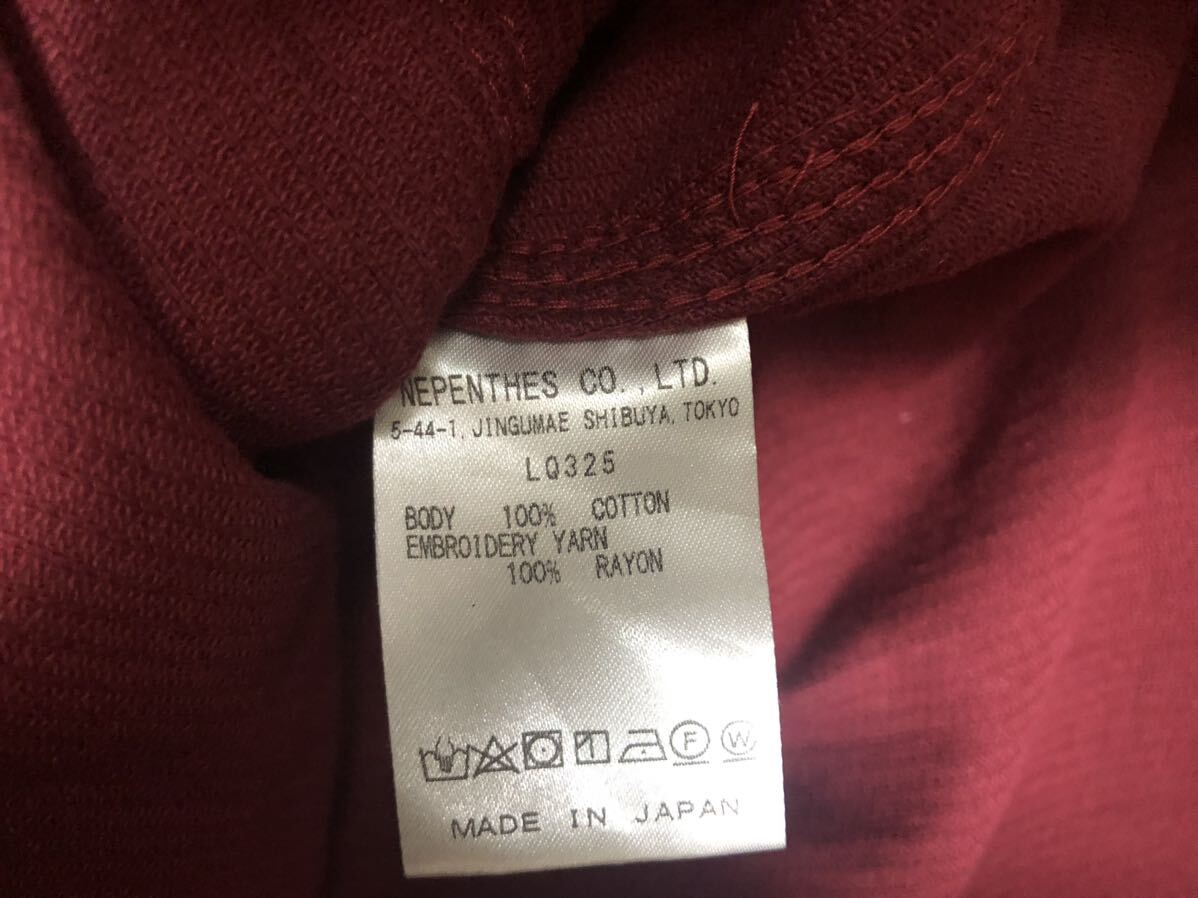 NEPENTHES CO.,LTD.
5-44-1,JINGUMAE SHIBUYA,TOKYO
LQ325
BODY 100% COTTON
EMBROIDERY YARN
100% RAYON
F W
MADE IN JAPAN